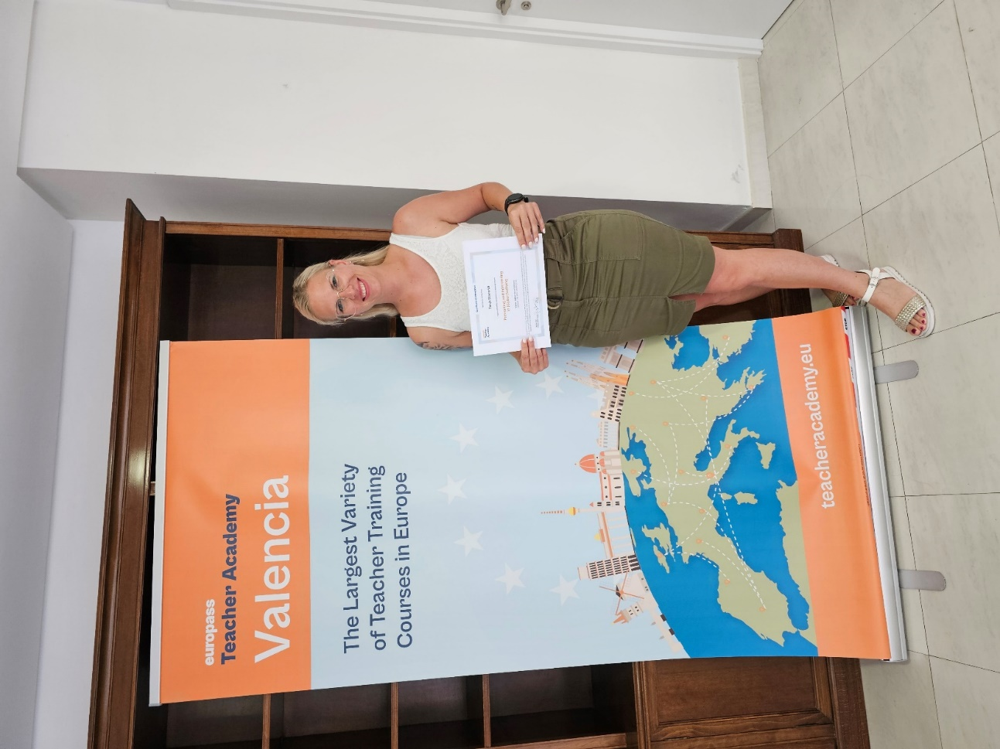 europass
Teacher Academy
Valencia
The Largest Variety
of Teacher Training
Courses in Europe
teacheracademy.eu